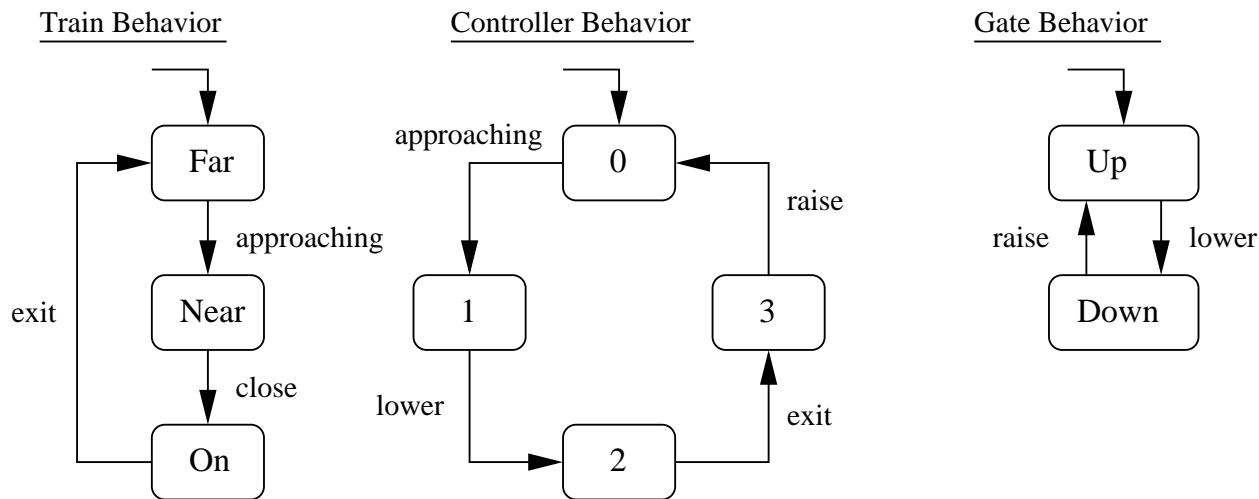 Train Behavior
Far
approaching
exit
Near
close
On
Controller Behavior
approaching
0
raise
1
3
lower
exit
2
Gate Behavior
Up
raise
lower
Down